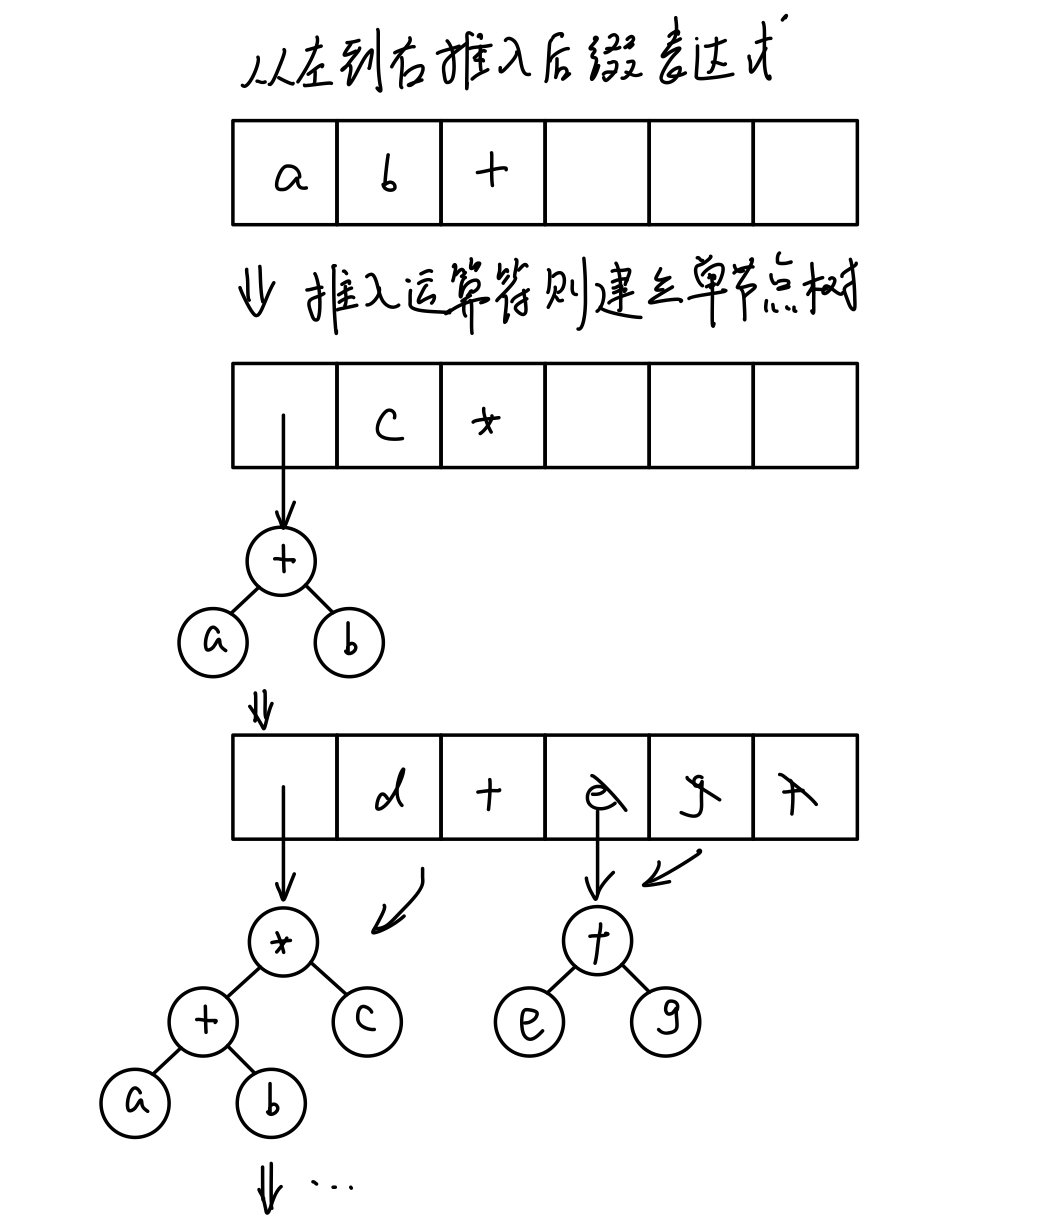 从左到右推入后缀表达式
a b +
推入运算符则建立单节点树
c *
+
a b
d + e g +
*
+
c
a b
+
e g
...